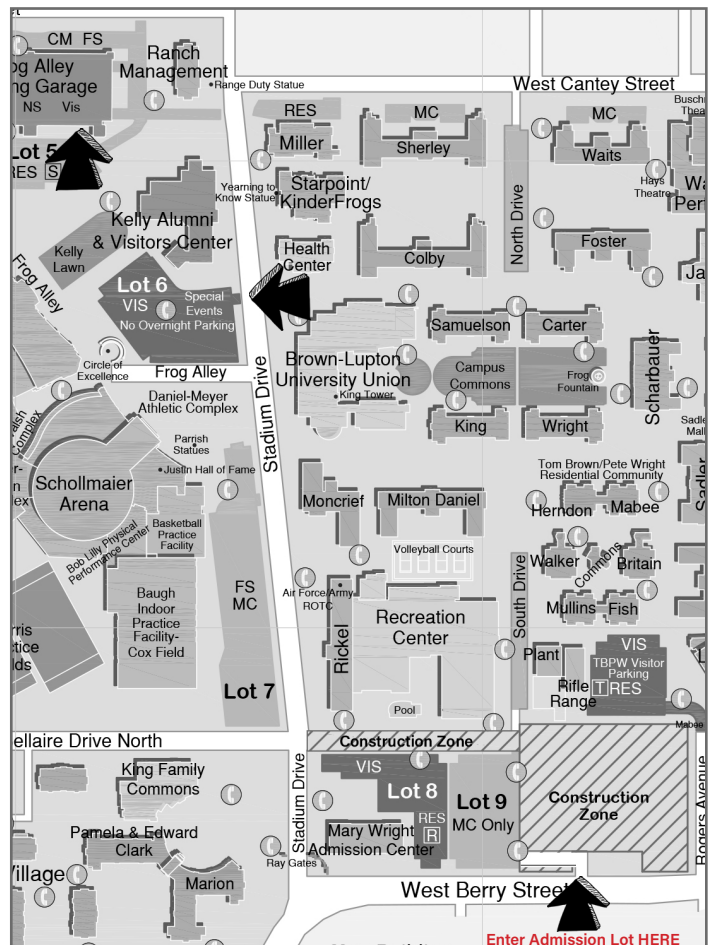 CM FS
Ranch
Management
Range Duty Statue
og Alley
ng Garage
NS Vis
Lot 5
RES S
West Cantey Street
RES
Miller
MC
Sherley
MC
Waits
Hays
Theatre
Yearning to
Know Statue
Starpoint/
KinderFrogs
Kelly Alumni
& Visitors Center
Kelly
Lawn
Health
Center
Colby
North Drive
Foster
Frog Alley
Lot 6
VIS
Special
Events
No Overnight Parking
Samuelson
Carter
Circle of
Excellence
Frog Alley
Stadium Drive
Brown-Lupton
University Union
King Tower
Campus
Commons
Frog
Fountain
Scharbauer
King
Wright
Daniel-Meyer
Athletic Complex
Parrish
Statues
Justin Hall of Fame
Schollmaier
Arena
Basketball
Practice
Facility
Bob Lilly Physical
Performance Center
Moncrief
Milton Daniel
Volleyball Courts
Tom Brown/Pete Wright
Residential Community
Herndon
Mabee
Sadler
Walker
Commons
Britain
Mullins
Fish
Baugh
Indoor
Practice
Facility-
Cox Field
FS
MC
Lot 7
Air Force/Army
ROTC
Rickel
Recreation
Center
Pool
South Drive
Plant
Rifle
Range
VIS
TBPW Visitor
Parking
T RES
Mabee
ellaire Drive North
Construction Zone
King Family
Commons
Stadium Drive
VIS
Lot 8
RES
R
Lot 9
MC Only
Construction
Zone
Rogers Avenue
Pamela & Edward
Clark
Mary Wright
Admission Center
Ray Gates
Village
Marion
West Berry Street
Enter Admission Lot HERE